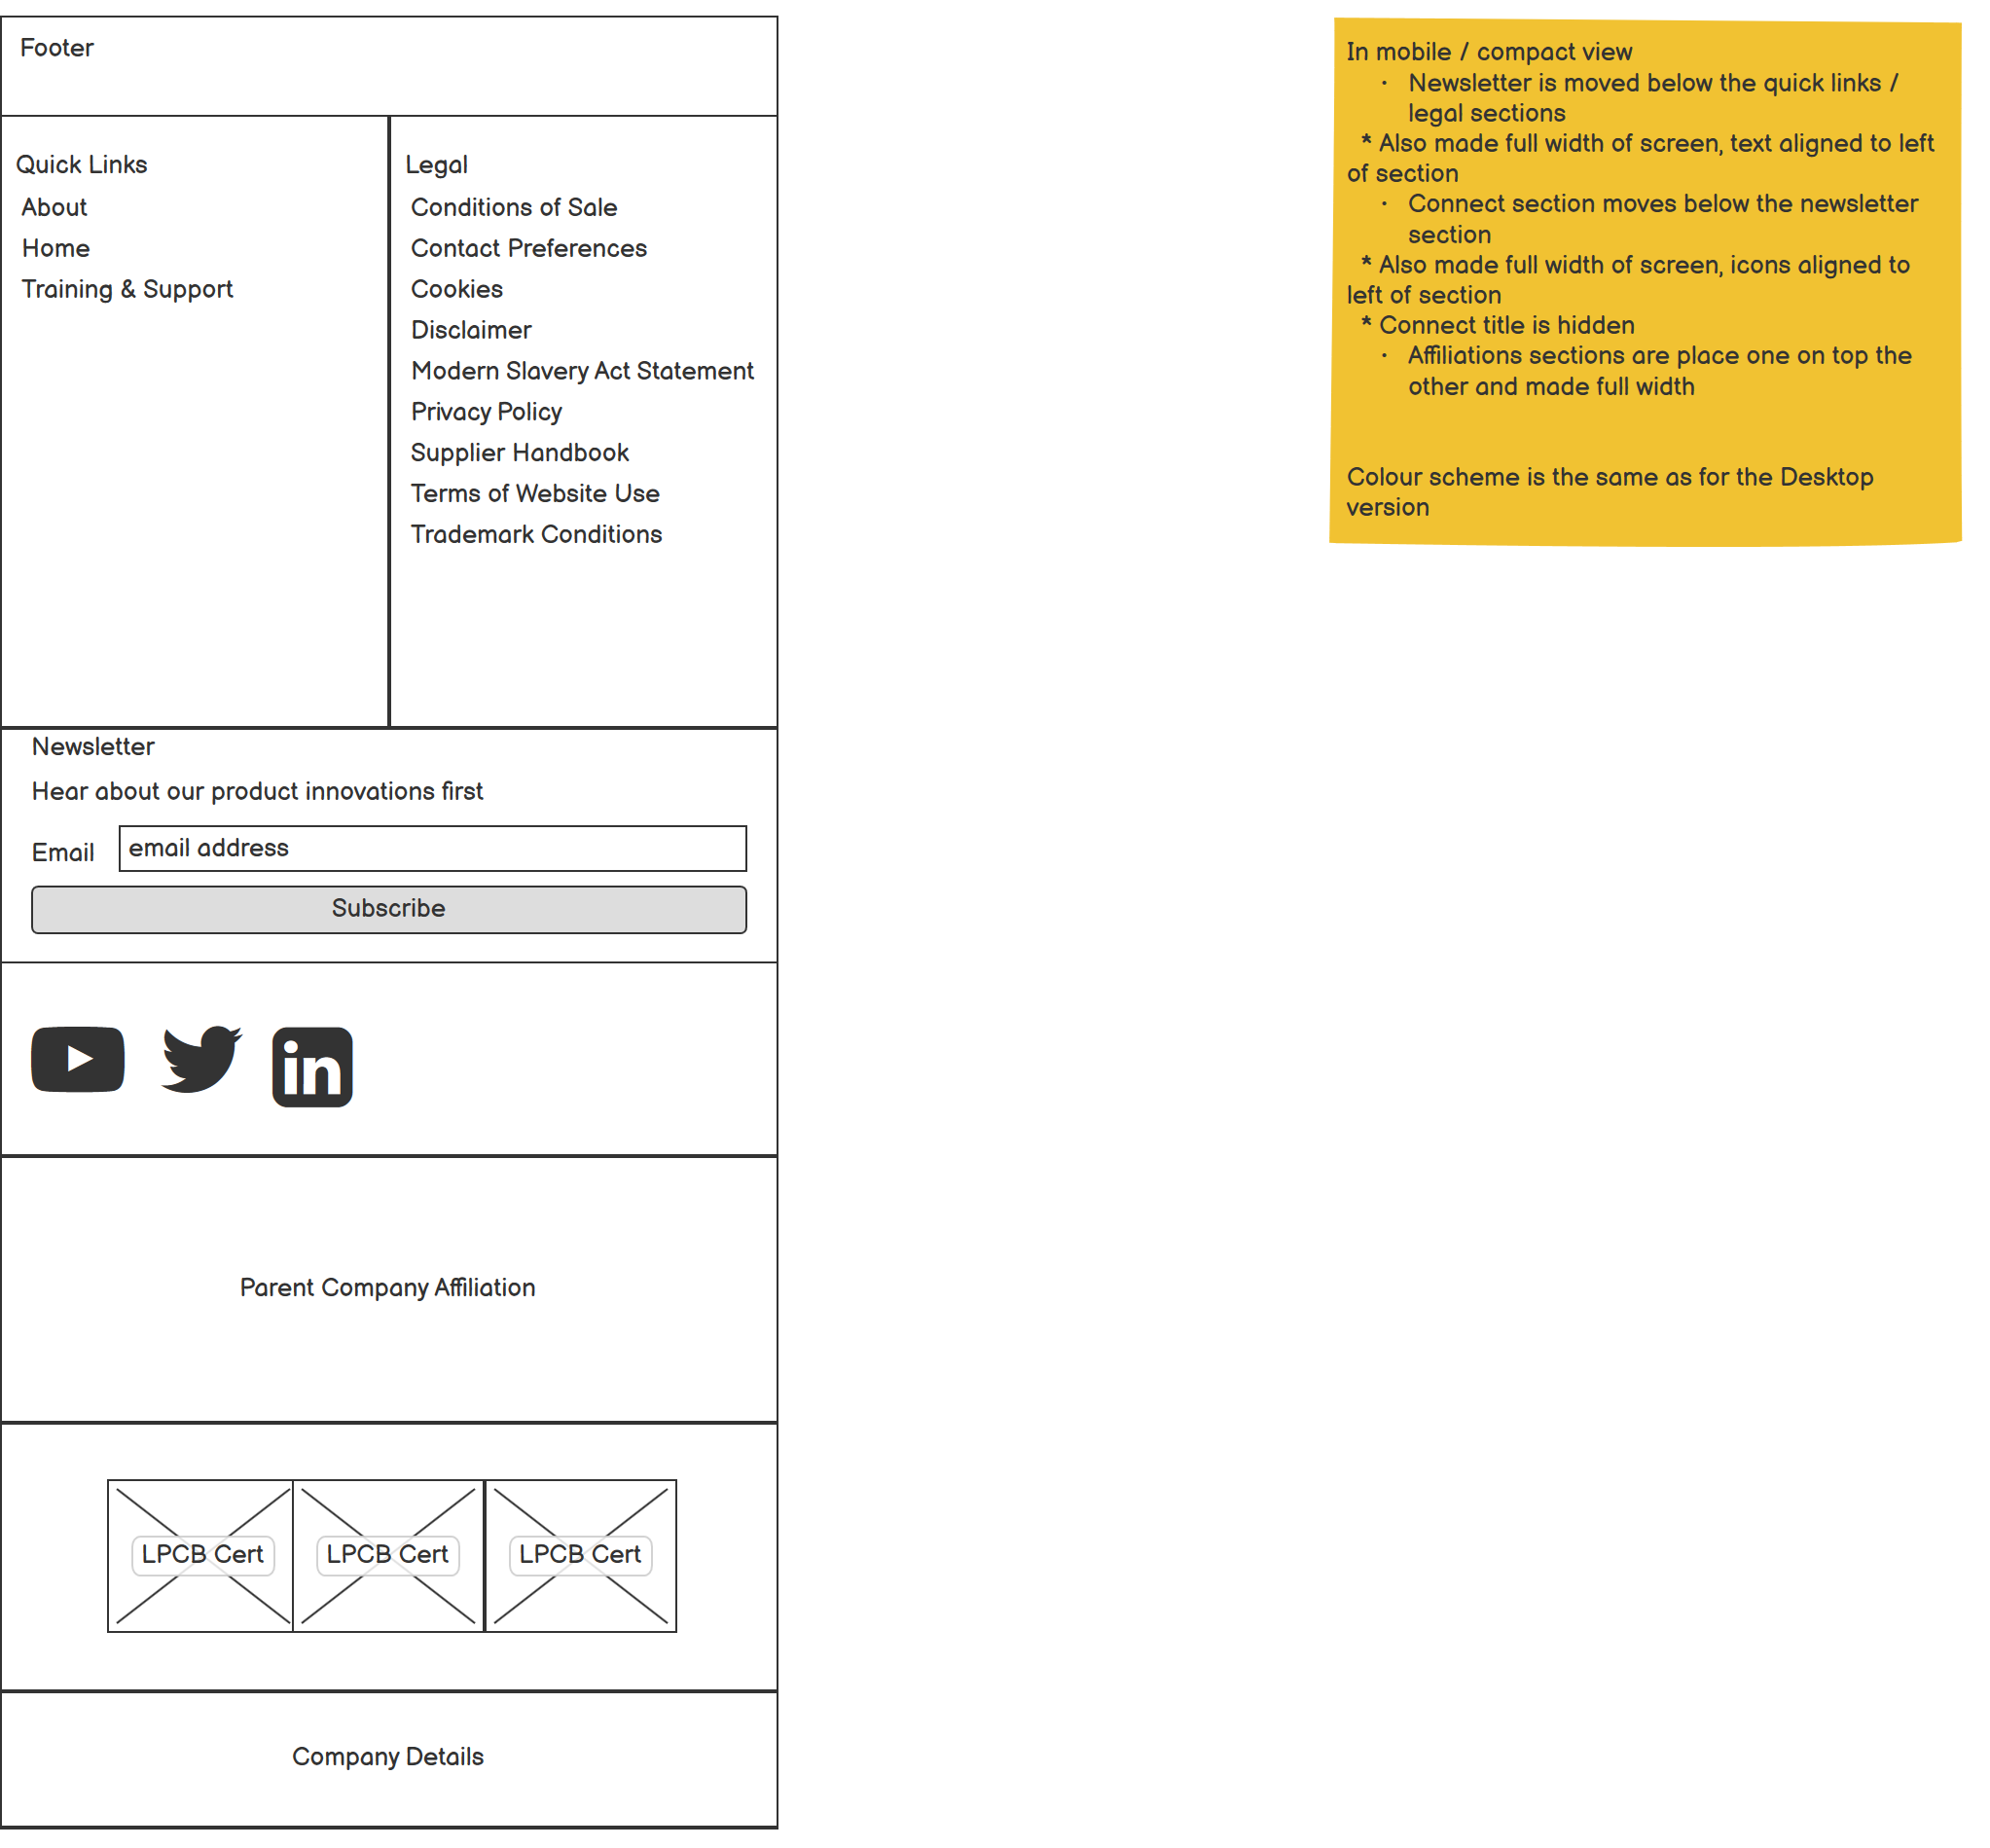 Footer
Quick Links
About
Home
Training & Support
Legal
Conditions of Sale
Contact Preferences
Cookies
Disclaimer
Modern Slavery Act Statement
Privacy Policy
Supplier Handbook
Terms of Website Use
Trademark Conditions
Newsletter
Hear about our product innovations first
Email
email address
Subscribe
in
Parent Company Affiliation
LPCB Cert
LPCB Cert
LPCB Cert
Company Details
In mobile / compact view
• Newsletter is moved below the quick links /
legal sections
* Also made full width of screen, text aligned to left
of section
• Connect section moves below the newsletter
section
* Also made full width of screen, icons aligned to
left of section
* Connect title is hidden
• Affiliations sections are place one on top the
other and made full width
Colour scheme is the same as for the Desktop
version